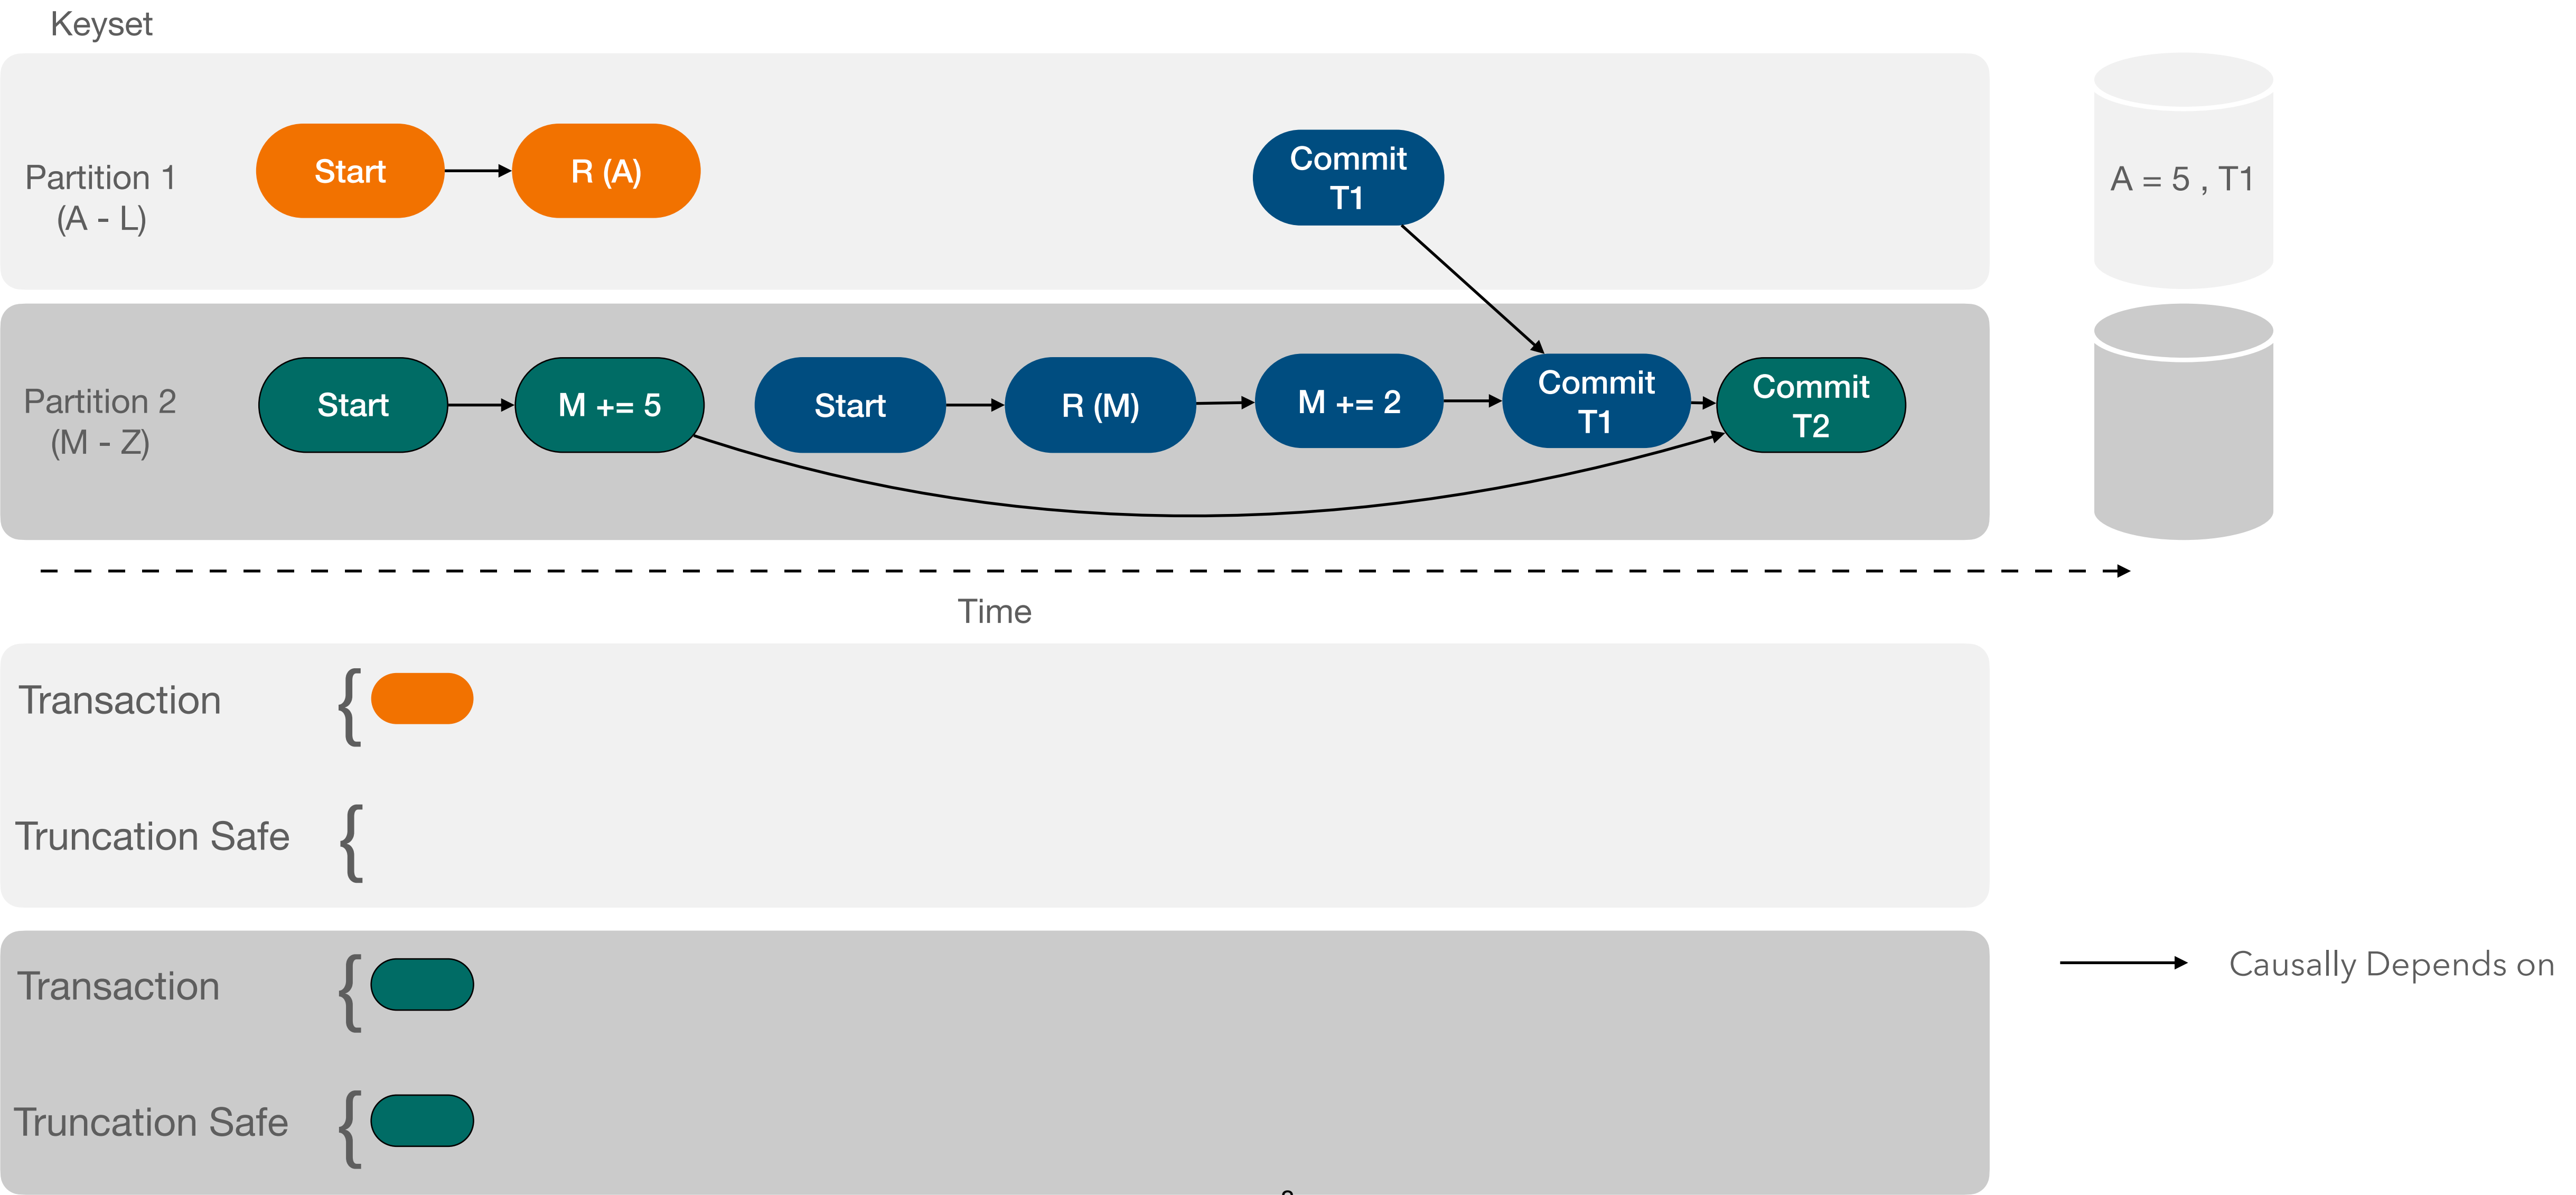 Keyset
Partition 1
(A - L)
Start
R (A)
Commit
T1
A = 5 , T1
Partition 2
(M - Z)
Start
M += 5
Start
R (M)
M += 2
Commit
T1
Commit
T2
Time
Transaction
{
Truncation Safe
{
Transaction
{
Truncation Safe
{
Causally Depends on